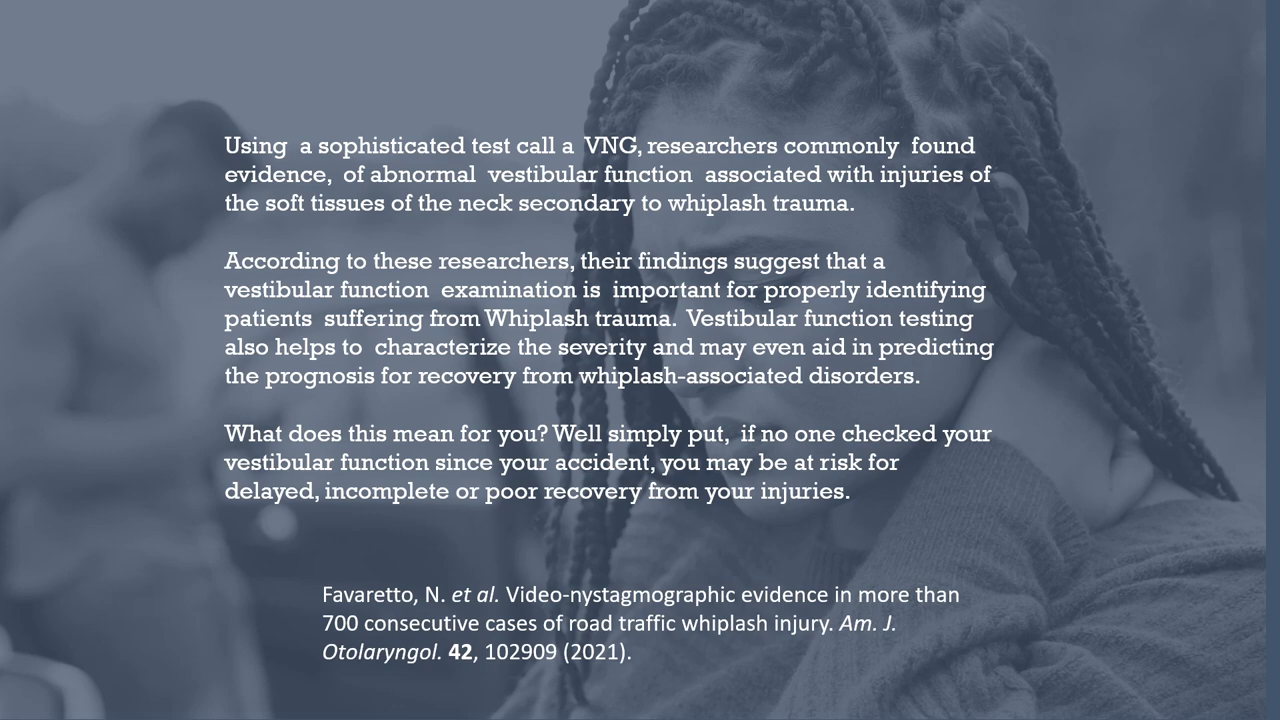 Using a sophisticated test call a VNG, researchers commonly found
evidence, of abnormal vestibular function associated with injuries of
the soft tissues of the neck secondary to whiplash trauma.
According to these researchers, their findings suggest that a
vestibular function examination is important for properly identifying
patients suffering from Whiplash trauma. Vestibular function testing
also helps to characterize the severity and may even aid in predicting
the prognosis for recovery from whiplash-associated disorders.
What does this mean for you? Well simply put, if no one checked your
vestibular function since your accident, you may be at risk for
delayed, incomplete or poor recovery from your injuries.
Favaretto, N. et al. Video-nystagmographic evidence in more than
700 consecutive cases of road traffic whiplash injury. Am. J.
Otolaryngol. 42, 102909 (2021).